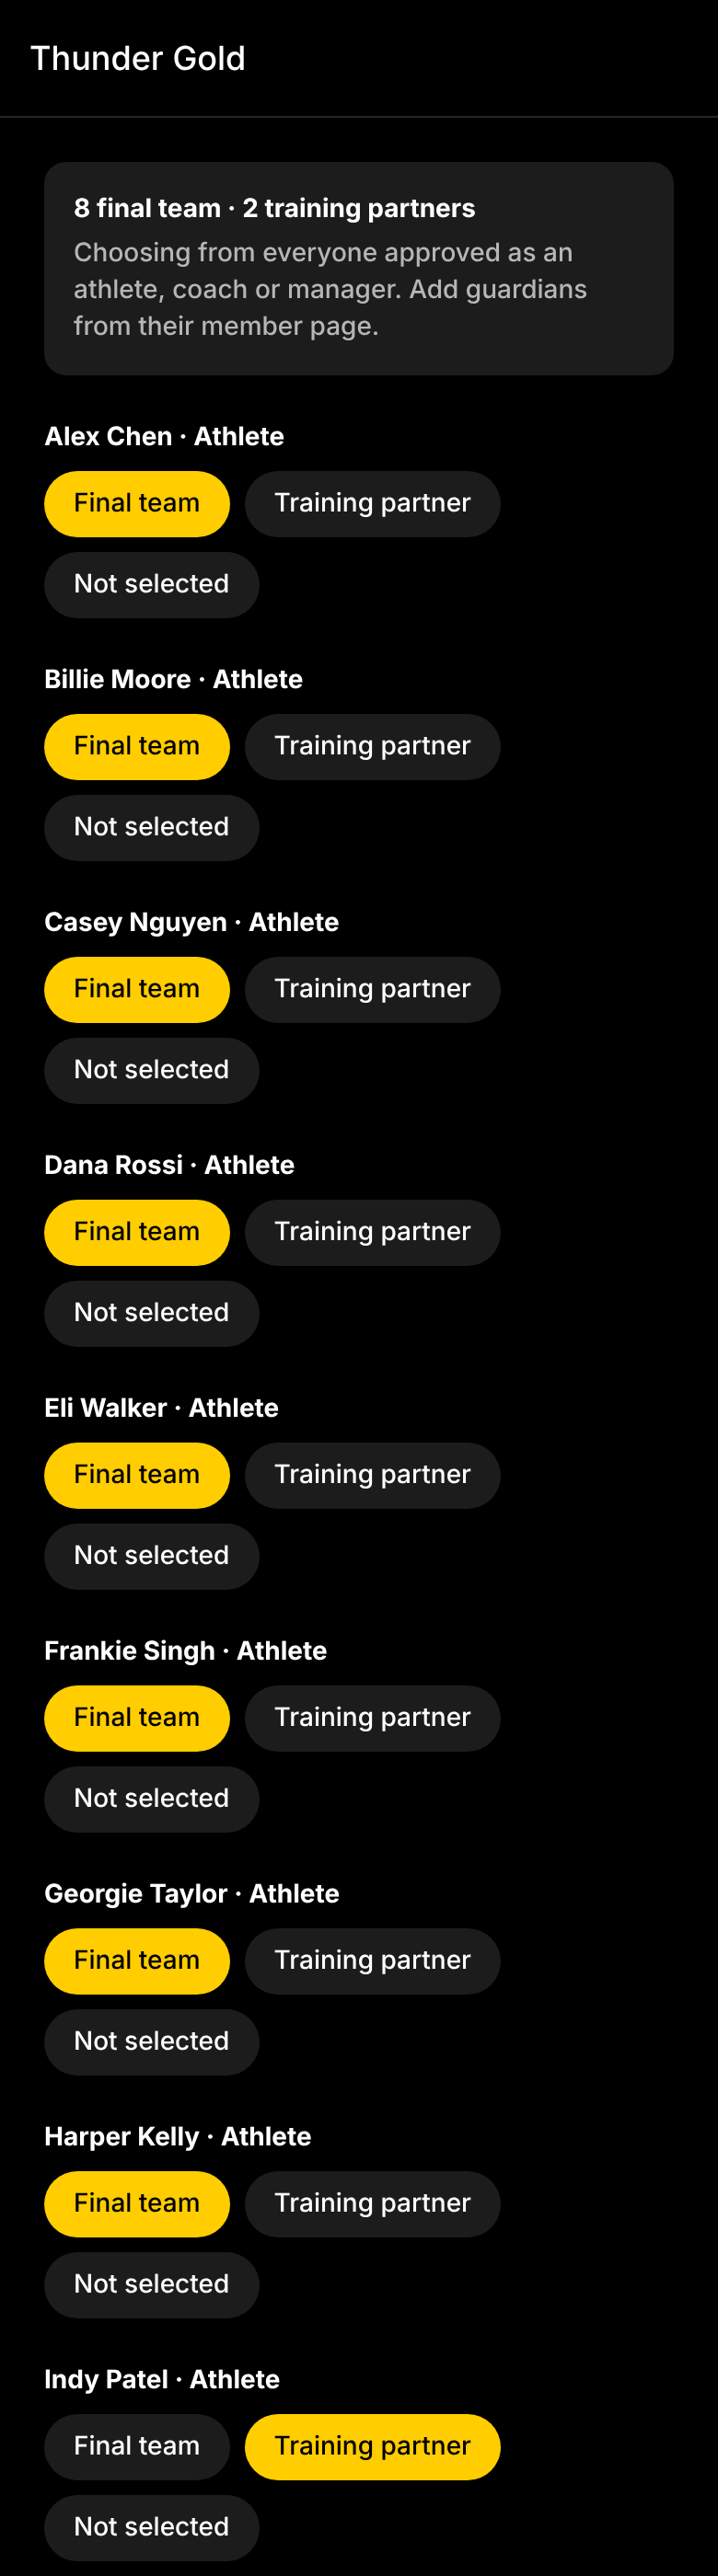 Thunder Gold
8 final team · 2 training partners
Choosing from everyone approved as an
athlete, coach or manager. Add guardians
from their member page.
Alex Chen · Athlete
Final team Training partner
Not selected
Billie Moore · Athlete
Final team Training partner
Not selected
Casey Nguyen · Athlete
Final team Training partner
Not selected
Dana Rossi · Athlete
Final team Training partner
Not selected
Eli Walker · Athlete
Final team Training partner
Not selected
Frankie Singh · Athlete
Final team Training partner
Not selected
Georgie Taylor · Athlete
Final team Training partner
Not selected
Harper Kelly · Athlete
Final team Training partner
Not selected
Indy Patel · Athlete
Final team Training partner
Not selected